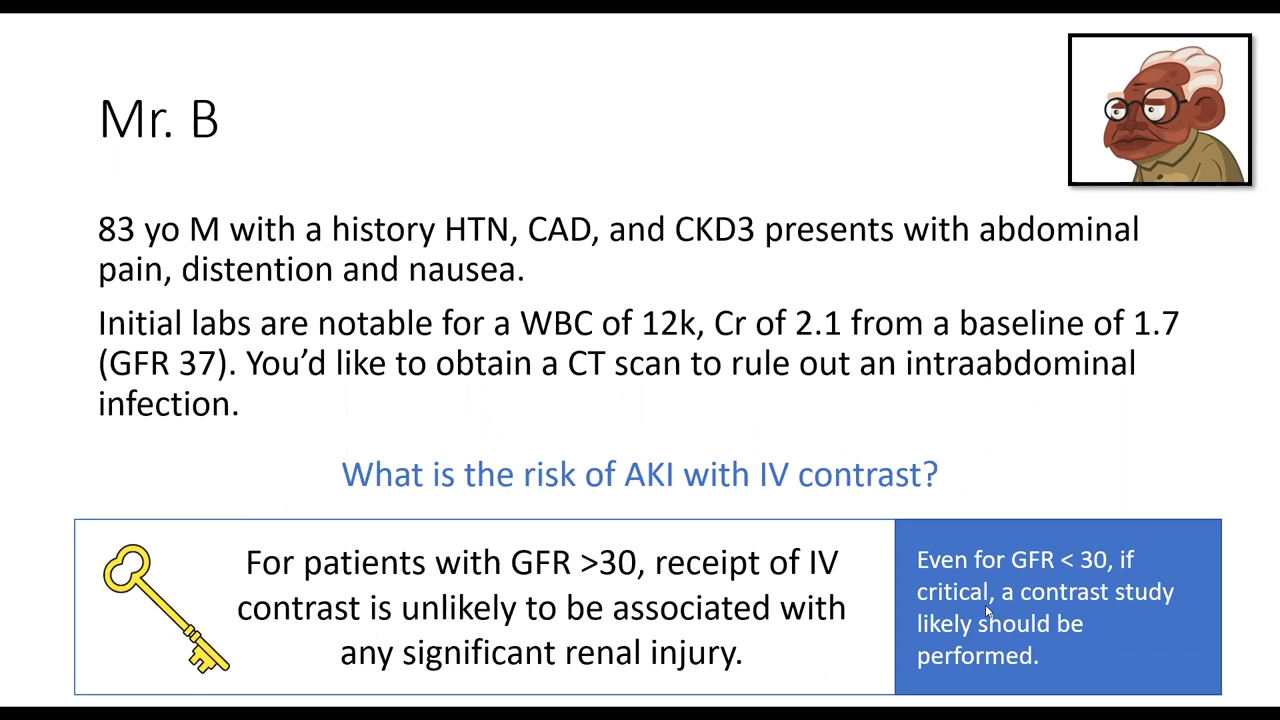 Mr. B
83 yo M with a history HTN, CAD, and CKD3 presents with abdominal
pain, distention and nausea.
Initial labs are notable for a WBC of 12k, Cr of 2.1 from a baseline of 1.7
(GFR 37). You’d like to obtain a CT scan to rule out an intraabdominal
infection.
What is the risk of AKI with IV contrast?
For patients with GFR >30, receipt of IV
contrast is unlikely to be associated with
any significant renal injury.
Even for GFR < 30, if
critical, a contrast study
likely should be
performed.